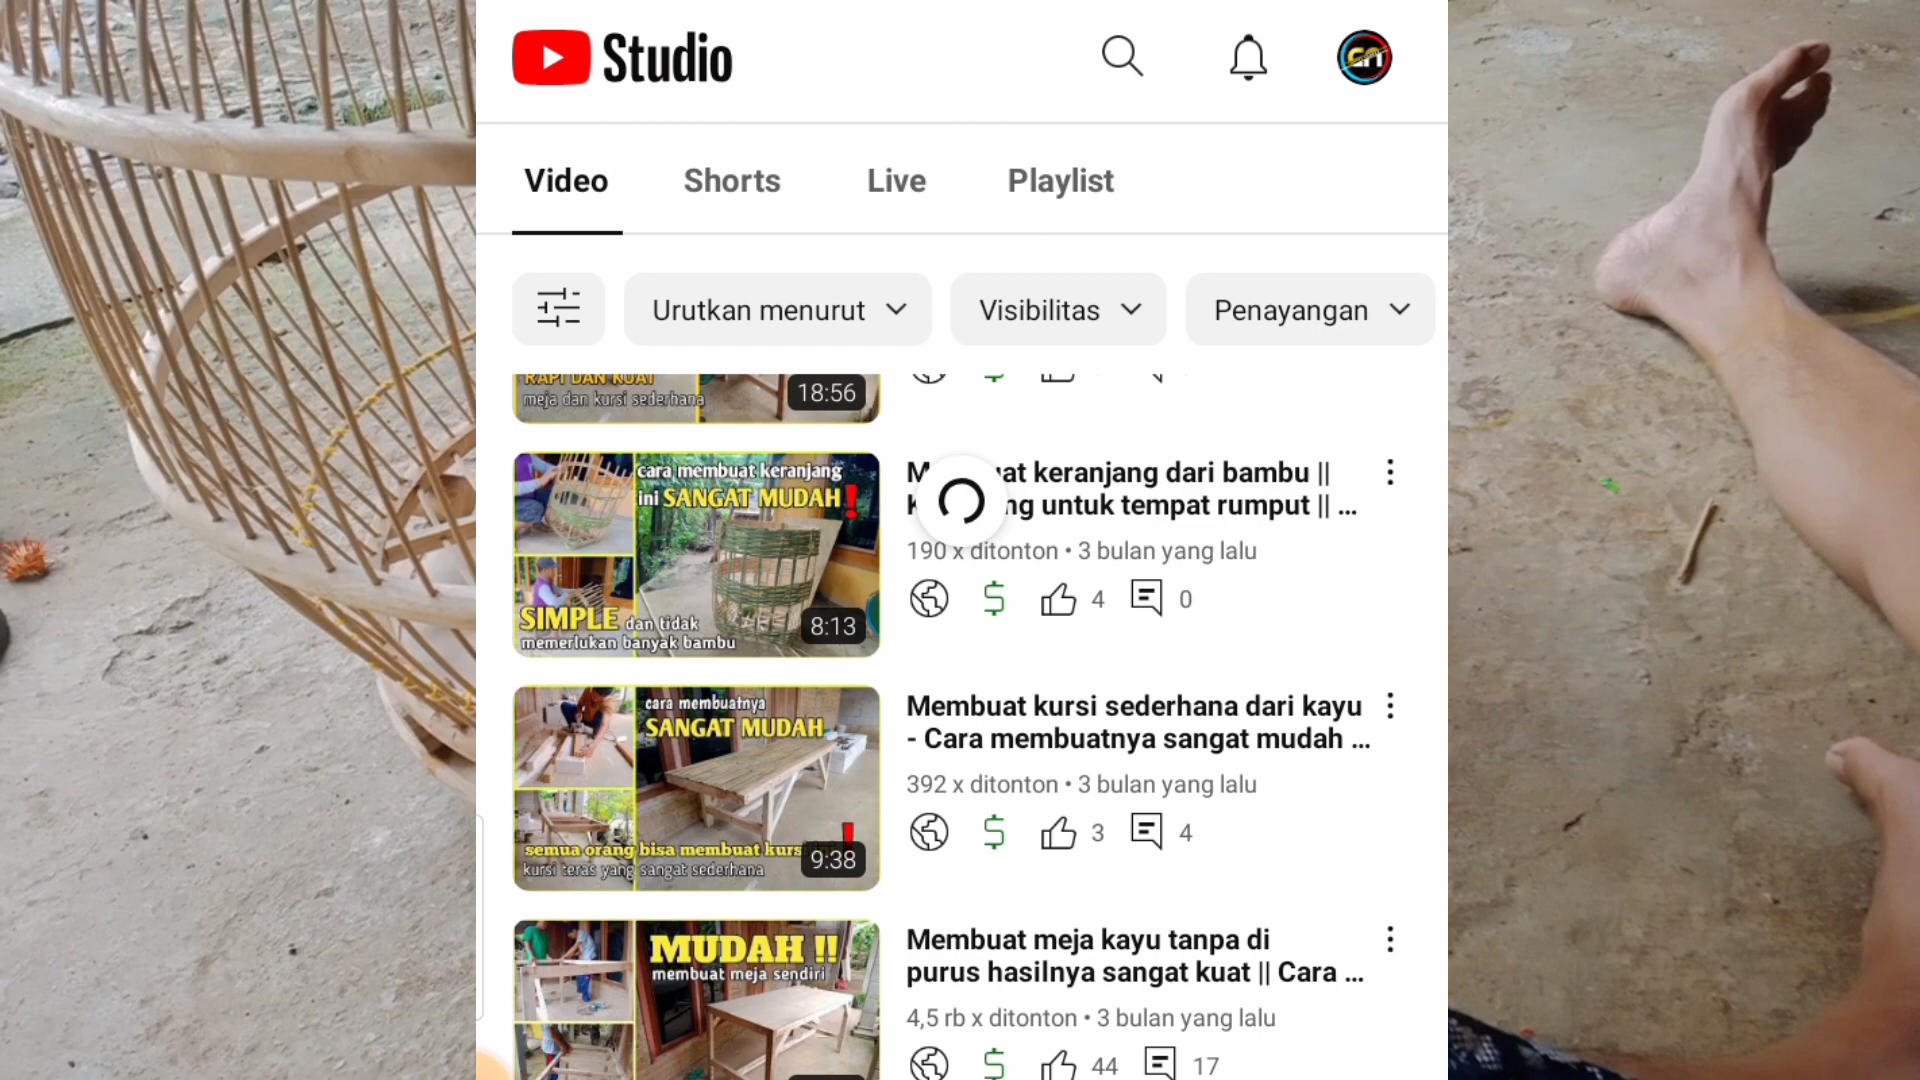 Studio
Video
Shorts
Live
Playlist
Urutkan menurut
Visibilitas
Penayangan
RAPI DAN KUAT
meja dan kursi sederhana
18:56
cara membuat keranjang
ini SANGAT MUDAH!
SIMPLE dan tidak
memerlukan banyak bambu
8:13
at keranjang dari bambu ||
ng untuk tempat rumput || ...
190 x ditonton • 3 bulan yang lalu
4
0
cara membuatnya
SANGAT MUDAH
semua orang bisa membuat kurs
kursi teras yang sangat sederhana
9:38
Membuat kursi sederhana dari kayu
- Cara membuatnya sangat mudah ...
392 x ditonton • 3 bulan yang lalu
3
4
MUDAH !!
membuat meja sendiri
Membuat meja kayu tanpa di
purus hasilnya sangat kuat || Cara ...
4,5 rb x ditonton • 3 bulan yang lalu
44
17